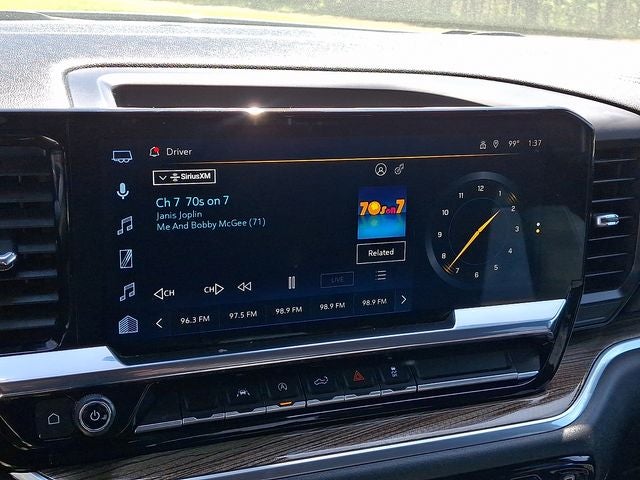 Driver
99° 1:37
SiriusXM
Ch 7 70s on 7
Janis Joplin
Me And Bobby McGee (71)
70s on 7
Related
CH CH
LIVE
96.3 FM 97.5 FM 98.9 FM 98.9 FM 98.9 FM
12 1 2 3 4 5 6 7 8 9 10 11